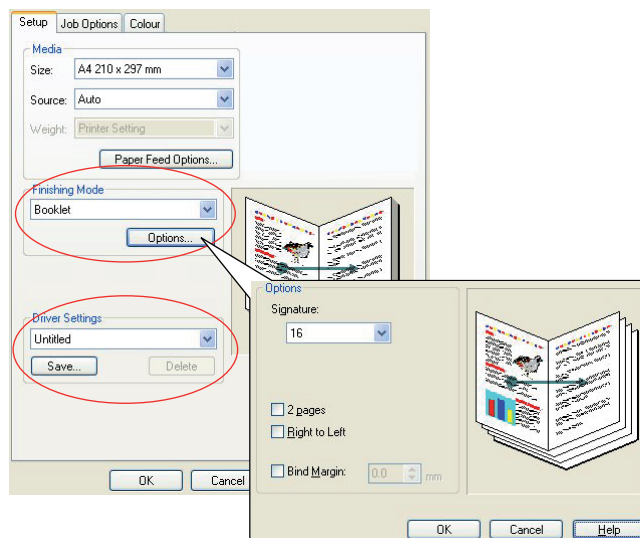 Setup Job Options Colour
Media
Size: A4 210 x 297 mm
Source: Auto
Weight: Printer Setting
Paper Feed Options...
Finishing Mode
Booklet
Options...
Driver Settings
Untitled
Save... Delete
OK Cancel
Options
Signature:
16
2 pages
Right to Left
Bind Margin: 0.0 mm
OK Cancel Help